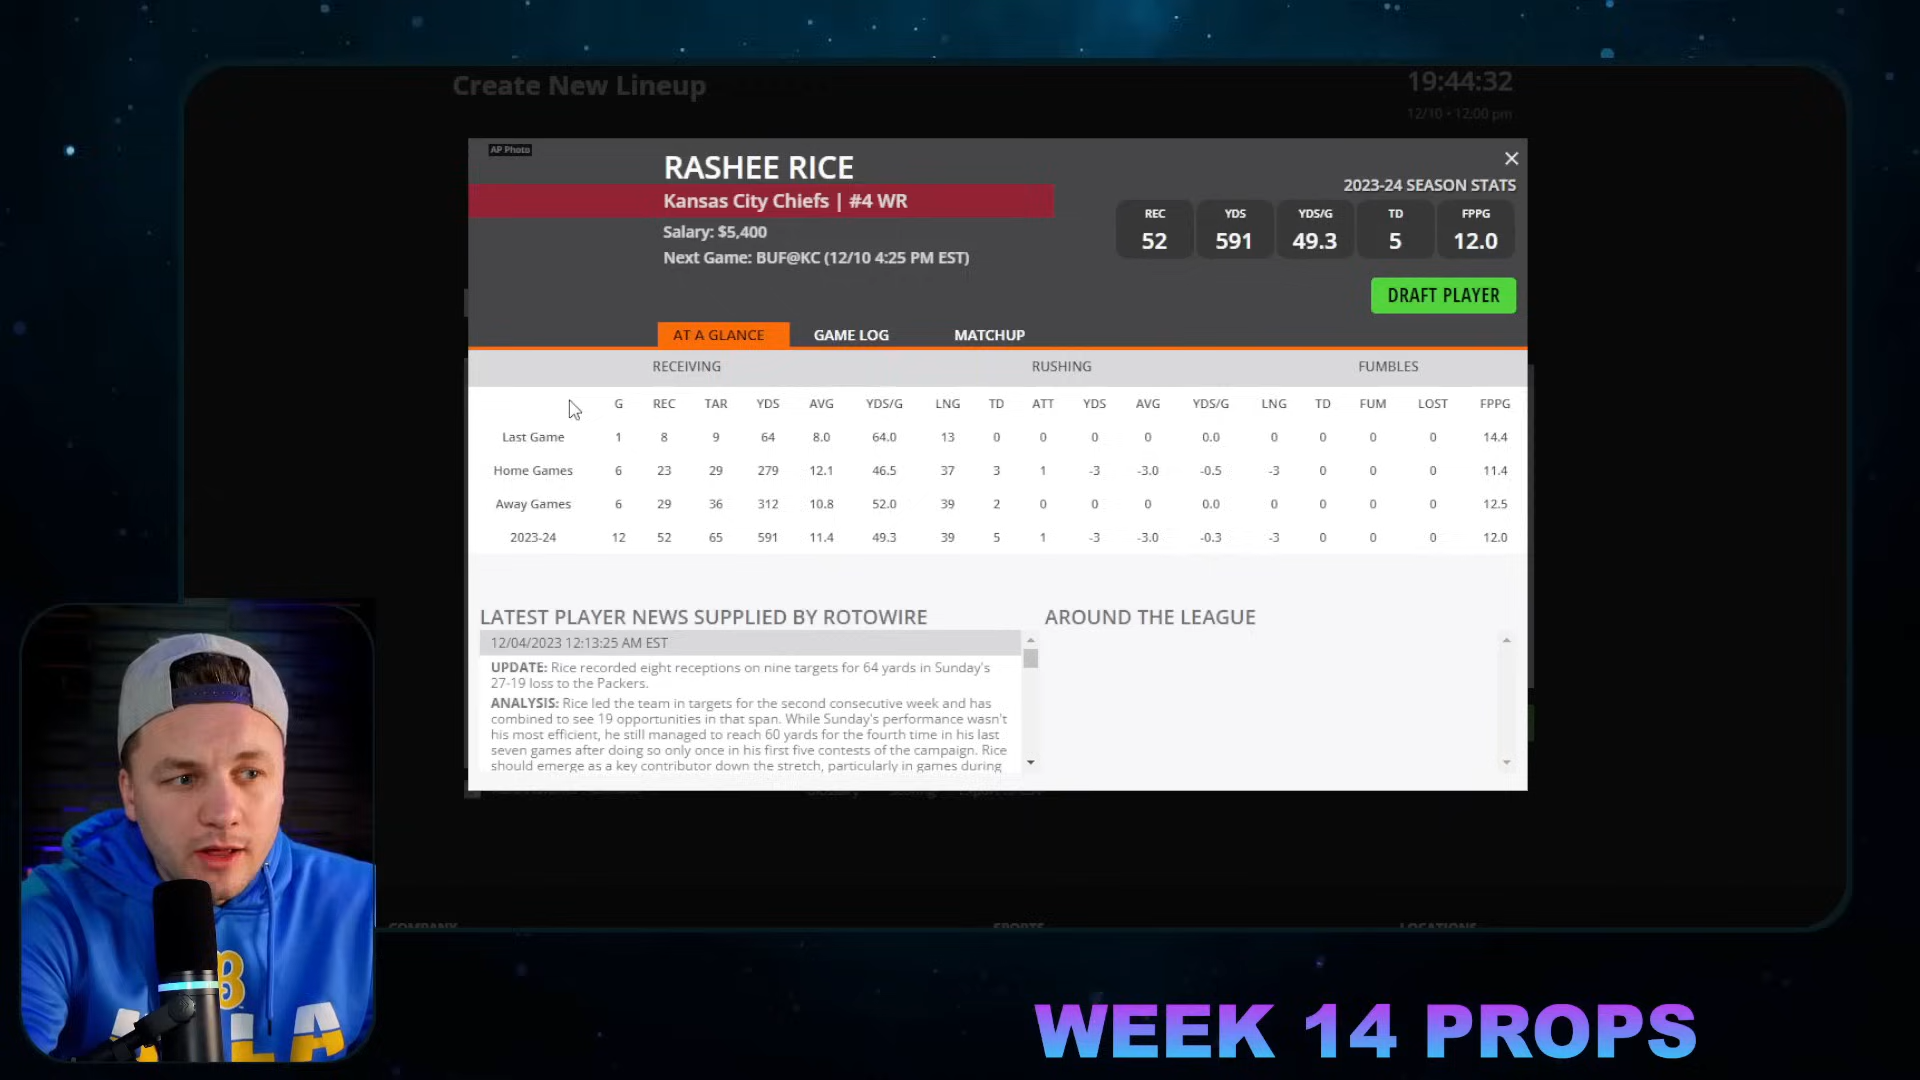 Create New Lineup
19:44:32
12/10 • 12:00 pm
AP Photo
RASHEE RICE
Kansas City Chiefs | #4 WR
Salary: $5,400
Next Game: BUF@KC (12/10 4:25 PM EST)
2023-24 SEASON STATS
REC YDS YDS/G TD FPPG
52 591 49.3 5 12.0
DRAFT PLAYER
AT A GLANCE GAME LOG MATCHUP
RECEIVING RUSHING FUMBLES
G REC TAR YDS AVG YDS/G LNG TD ATT YDS AVG YDS/G LNG TD FUM LOST FPPG
Last Game 1 8 9 64 8.0 64.0 13 0 0 0 0 0.0 0 0 0 0 14.4
Home Games 6 23 29 279 12.1 46.5 37 3 1 -3 -3.0 -0.5 -3 0 0 0 11.4
Away Games 6 29 36 312 10.8 52.0 39 2 0 0 0 0.0 0 0 0 0 12.5
2023-24 12 52 65 591 11.4 49.3 39 5 1 -3 -3.0 -0.3 -3 0 0 0 12.0
LATEST PLAYER NEWS SUPPLIED BY ROTOWIRE
12/04/2023 12:13:25 AM EST
UPDATE: Rice recorded eight receptions on nine targets for 64 yards in Sunday's
27-19 loss to the Packers.
ANALYSIS: Rice led the team in targets for the second consecutive week and has
combined to see 19 opportunities in that span. While Sunday's performance wasn't
his most efficient, he still managed to reach 60 yards for the fourth time in his last
seven games after doing so only once in his first five contests of the campaign. Rice
should emerge as a key contributor down the stretch, particularly in games during
AROUND THE LEAGUE
COMPANY SPORTS LOCATIONS
WEEK 14 PROPS